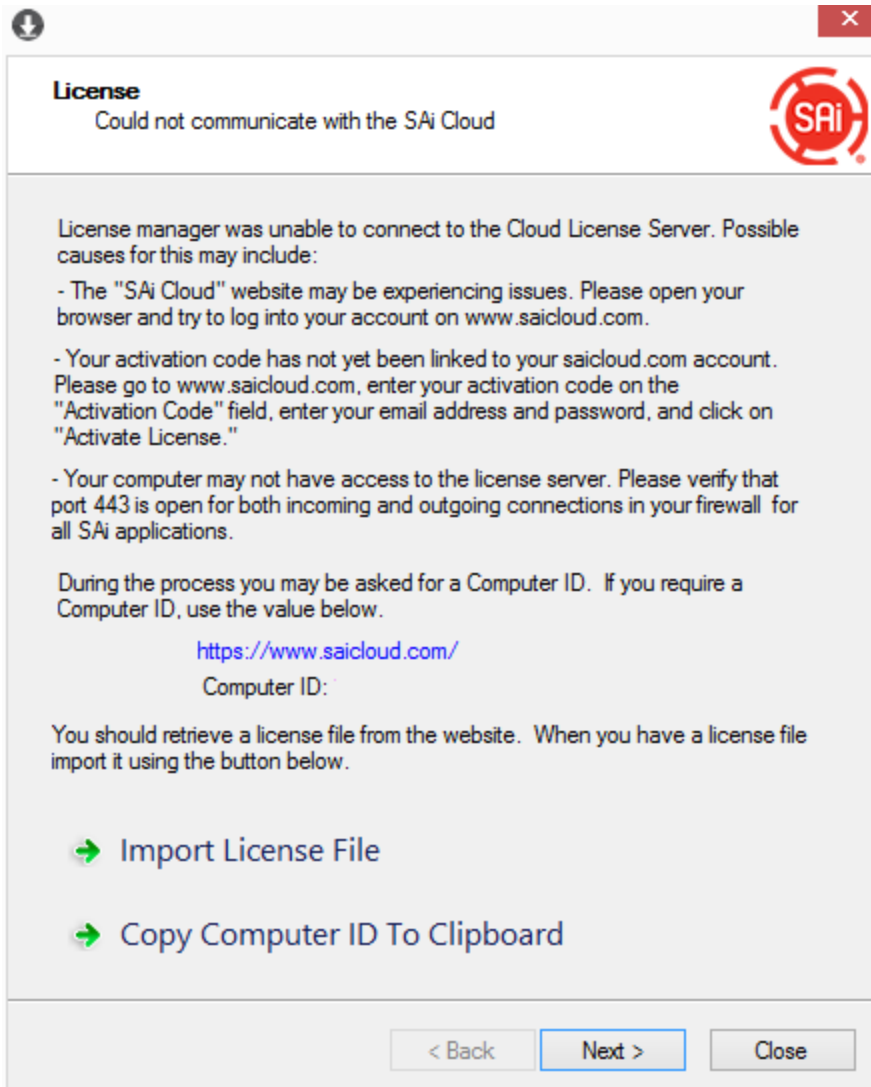 License
Could not communicate with the SAi Cloud
SAi
License manager was unable to connect to the Cloud License Server. Possible
causes for this may include:
- The "SAi Cloud" website may be experiencing issues. Please open your
browser and try to log into your account on www.saicloud.com.
- Your activation code has not yet been linked to your saicloud.com account.
Please go to www.saicloud.com, enter your activation code on the
"Activation Code" field, enter your email address and password, and click on
"Activate License."
- Your computer may not have access to the license server. Please verify that
port 443 is open for both incoming and outgoing connections in your firewall for
all SAi applications.
During the process you may be asked for a Computer ID. If you require a
Computer ID, use the value below.
https://www.saicloud.com/
Computer ID:
You should retrieve a license file from the website. When you have a license file
import it using the button below.
Import License File
Copy Computer ID To Clipboard
< Back Next > Close